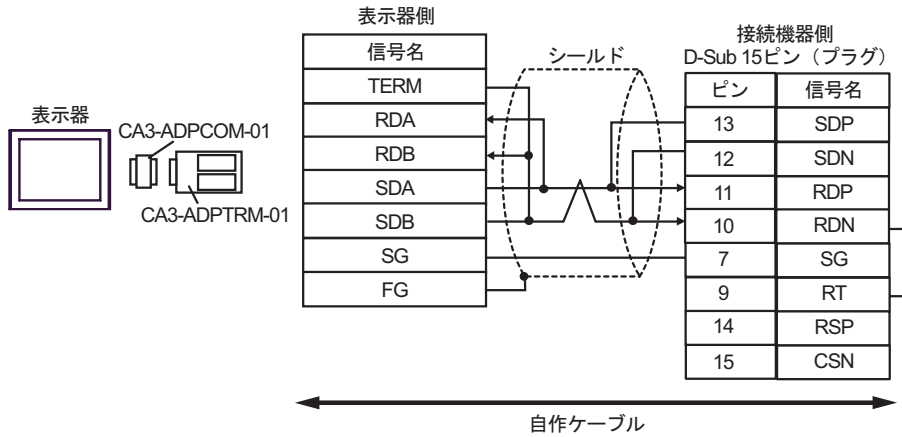 表示器
CA3-ADPCOM-01
CA3-ADPTRM-01
表示器側
信号名
TERM
RDA
RDB
SDA
SDB
SG
FG
シールド
接続機器側
D-Sub 15ピン（プラグ）
ピン 信号名
13 SDP
12 SDN
11 RDP
10 RDN
7 SG
9 RT
14 RSP
15 CSN
自作ケーブル